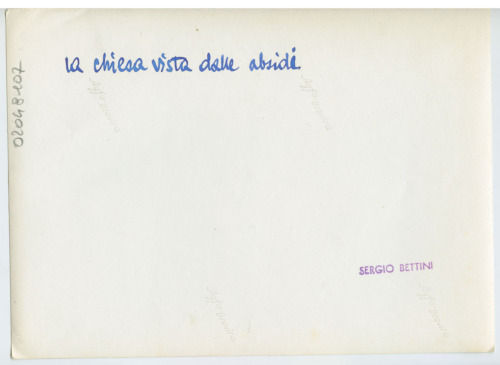 la chiesa vista dalle absidi
02048107
SERGIO BETTINI